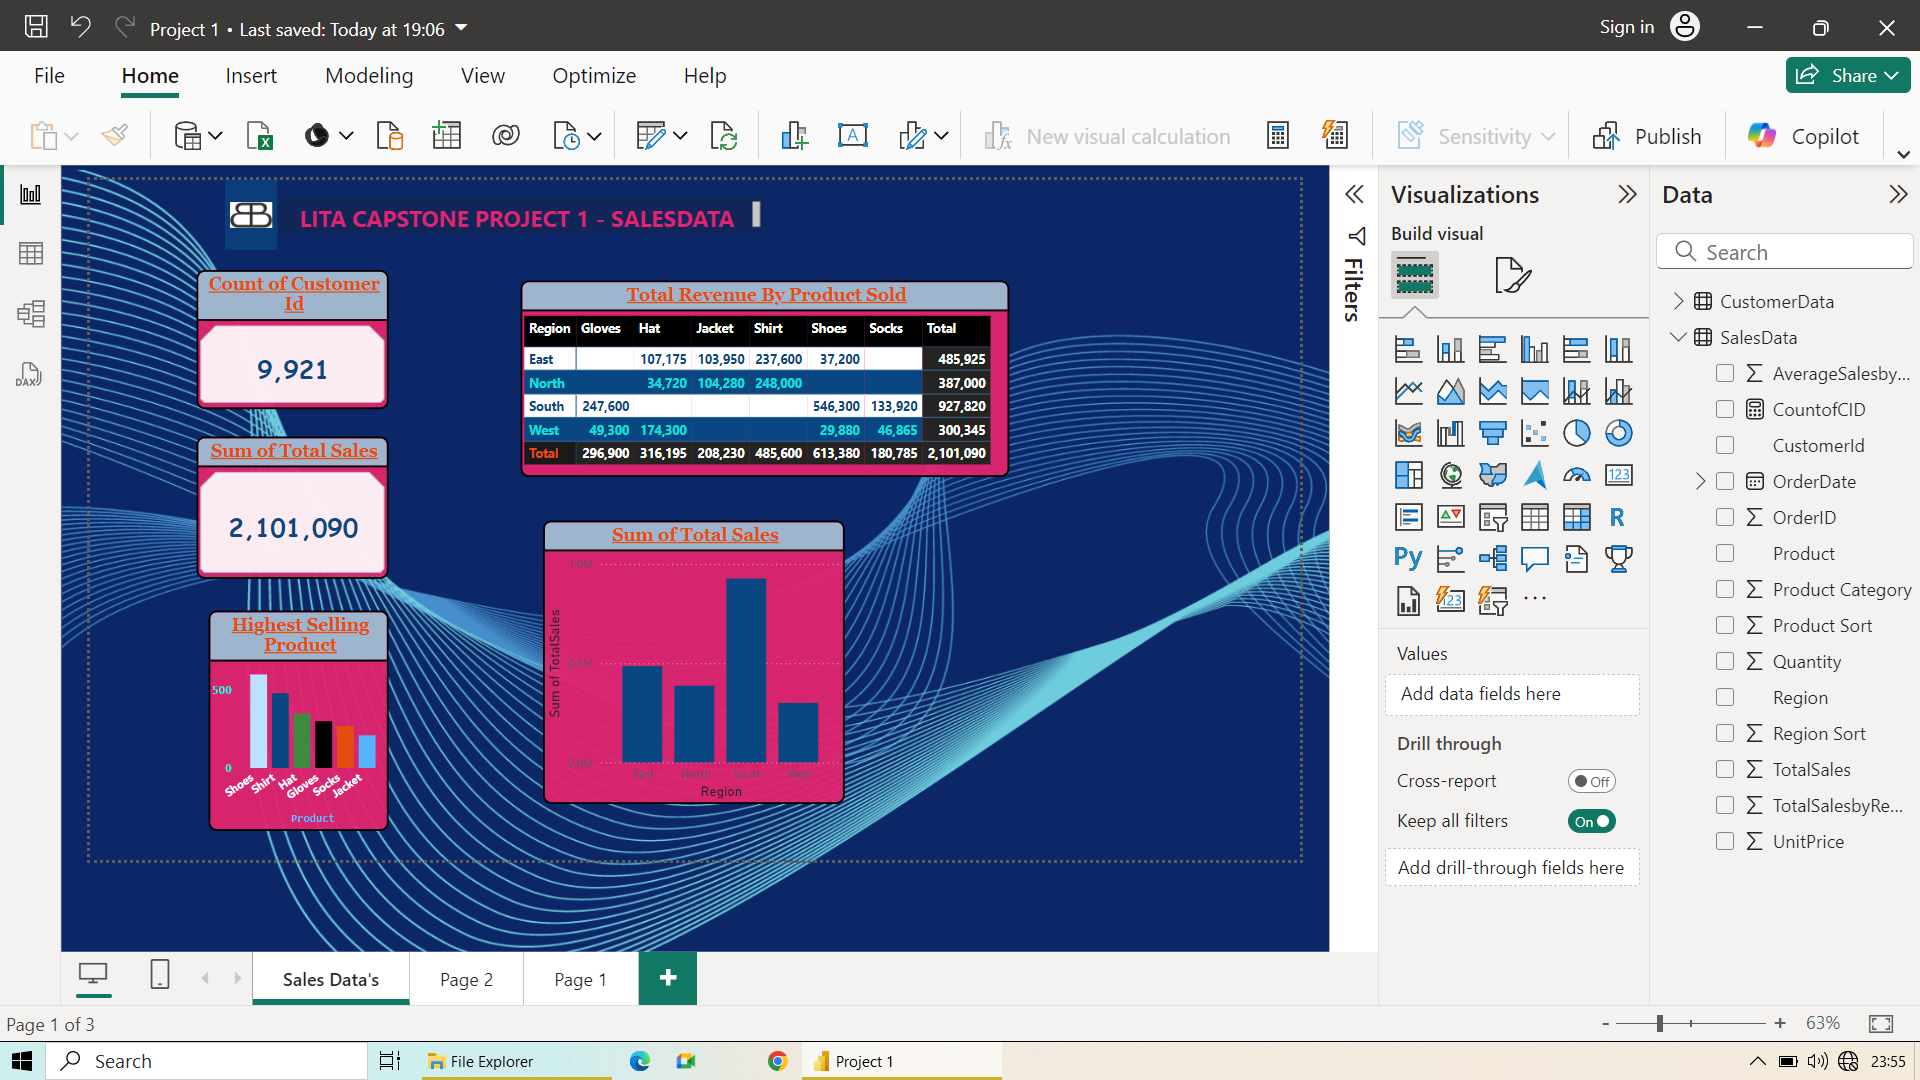 Project 1 • Last saved: Today at 19:06
Sign in
File Home Insert Modeling View Optimize Help
Share
New visual calculation
Sensitivity
Publish
Copilot
LITA CAPSTONE PROJECT 1 - SALESDATA
Count of Customer
Id
9,921
Sum of Total Sales
2,101,090
Highest Selling
Product
500
0
Shoes
Shirt
Hat
Gloves
Socks
Jacket
Product
Total Revenue By Product Sold
Region Gloves Hat Jacket Shirt Shoes Socks Total
East 107,175 103,950 237,600 37,200 485,925
North 34,720 104,280 248,000 387,000
South 247,600 546,300 133,920 927,820
West 49,300 174,300 29,880 46,865 300,345
Total 296,900 316,195 208,230 485,600 613,380 180,785 2,101,090
Sum of Total Sales
Sum of TotalSales
1.0M
0.5M
0.0M
East North South West
Region
Filters
Visualizations
Build visual
123
R
Py
123
Values
Add data fields here
Drill through
Cross-report
Off
Keep all filters
On
Add drill-through fields here
Data
Search
CustomerData
SalesData
AverageSalesby...
CountofCID
CustomerId
OrderDate
OrderID
Product
Product Category
Product Sort
Quantity
Region
Region Sort
TotalSales
TotalSalesbyRe...
UnitPrice
Sales Data's
Page 2
Page 1
Page 1 of 3
63%
Search
File Explorer
Project 1
23:55